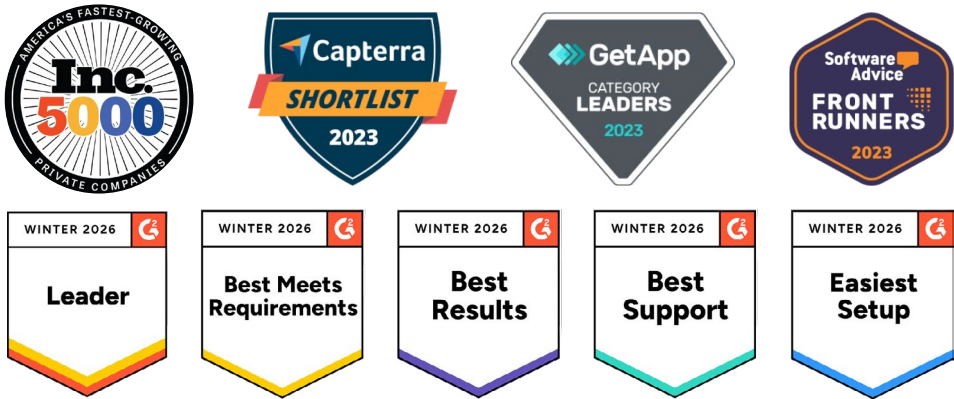 AMERICA'S FASTEST-GROWING
Inc.
5000
PRIVATE COMPANIES
Capterra
SHORTLIST
2023
GetApp
CATEGORY
LEADERS
2023
Software
Advice
FRONT
RUNNERS
2023
WINTER 2026
G2
Leader
WINTER 2026
G2
Best Meets
Requirements
WINTER 2026
G2
Best
Results
WINTER 2026
G2
Best
Support
WINTER 2026
G2
Easiest
Setup